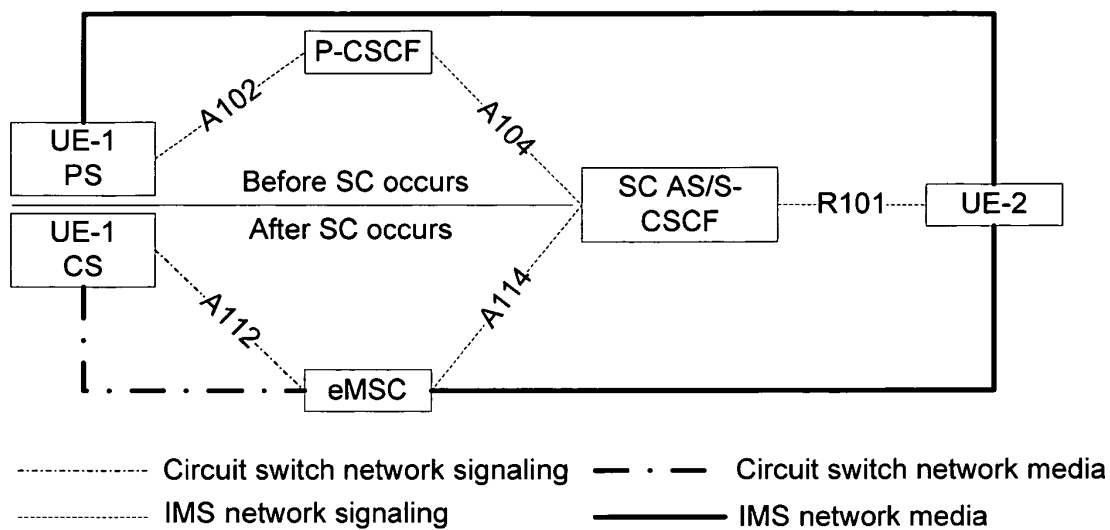 P-CSCF
A102
A104
UE-1
PS
Before SC occurs
SC AS/S-
CSCF
R101
UE-2
After SC occurs
UE-1
CS
A112
A114
eMSC
Circuit switch network signaling
Circuit switch network media
IMS network signaling
IMS network media